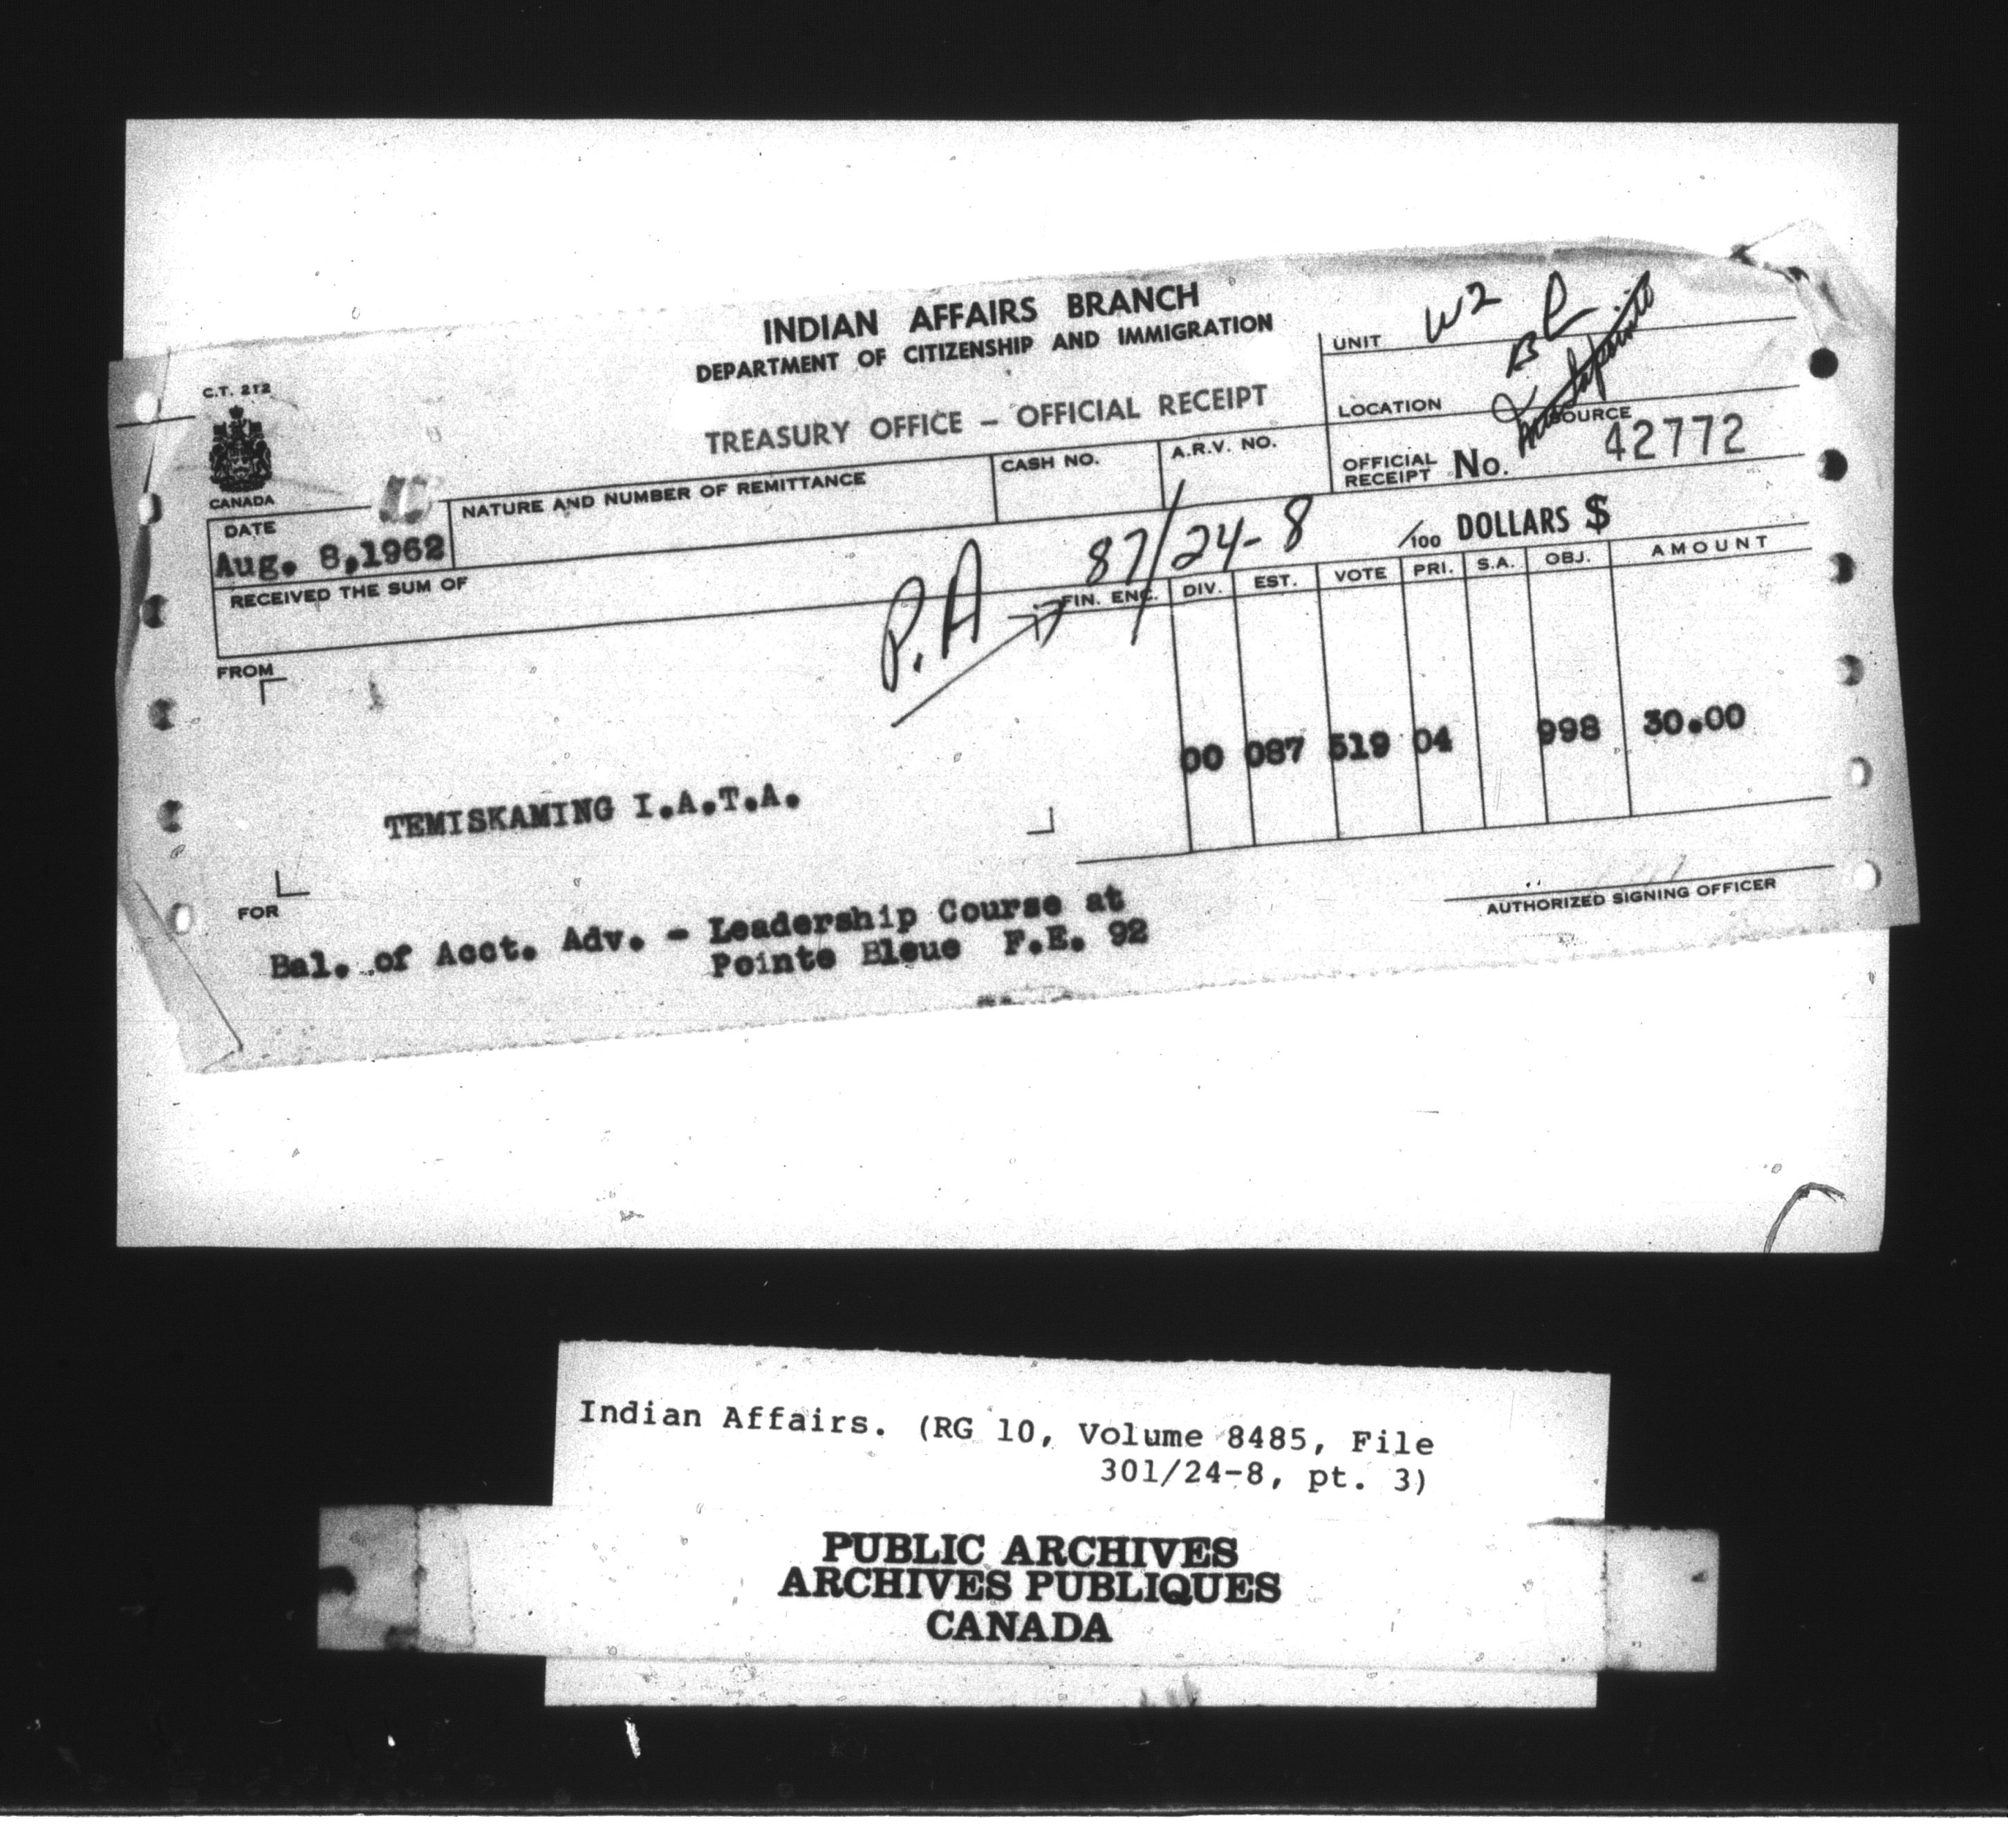 INDIAN AFFAIRS BRANCH
DEPARTMENT OF CITIZENSHIP AND IMMIGRATION
TREASURY OFFICE – OFFICIAL RECEIPT
C.T. 212
CANADA
UNIT W2
LOCATION
SOURCE
OFFICIAL RECEIPT No. 42772
DATE
Aug. 8,1962
NATURE AND NUMBER OF REMITTANCE
CASH NO.
A.R.V. NO.
RECEIVED THE SUM OF
/100 DOLLARS $
P.A
87/24-8
FROM
FIN. ENC. DIV. EST. VOTE PRI. S.A. OBJ. AMOUNT
00 087 519 04 998 30.00
TEMISKAMING I.A.T.A.
FOR
Bal. of Acct. Adv. - Leadership Course at
Pointe Bleue F.E. 92
AUTHORIZED SIGNING OFFICER
Indian Affairs. (RG 10, Volume 8485, File
301/24-8, pt. 3)
PUBLIC ARCHIVES
ARCHIVES PUBLIQUES
CANADA